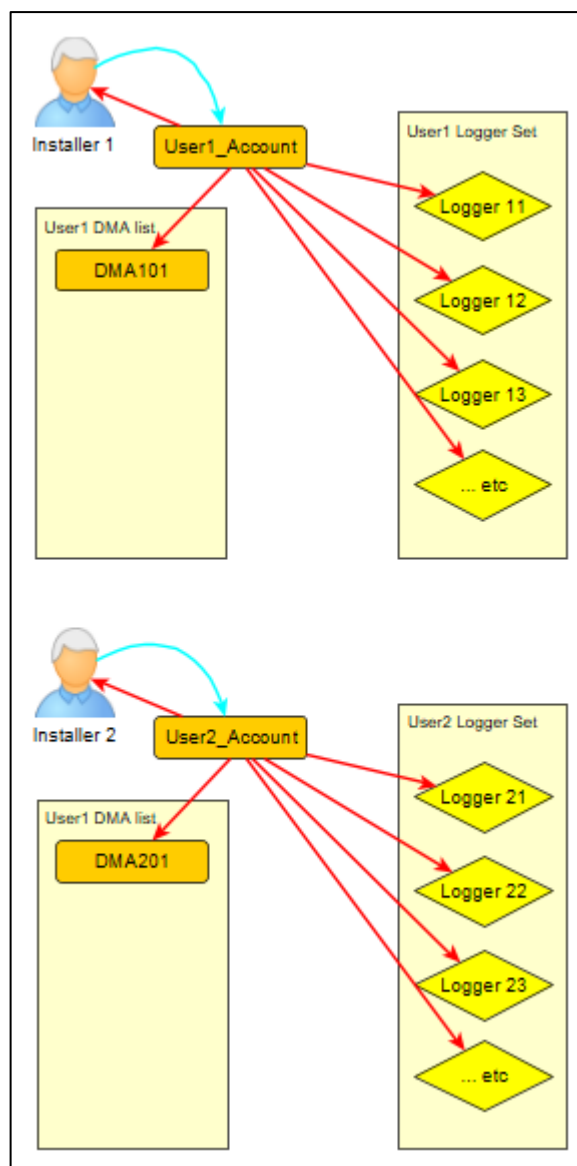 Installer 1
User1_Account
User1 Logger Set
Logger 11
User1 DMA list
DMA101
Logger 12
Logger 13
... etc
Installer 2
User2_Account
User2 Logger Set
Logger 21
User1 DMA list
DMA201
Logger 22
Logger 23
... etc